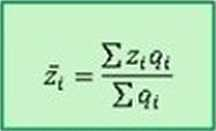 z̄ᵢ = ∑ zᵢqᵢ / ∑ qᵢ